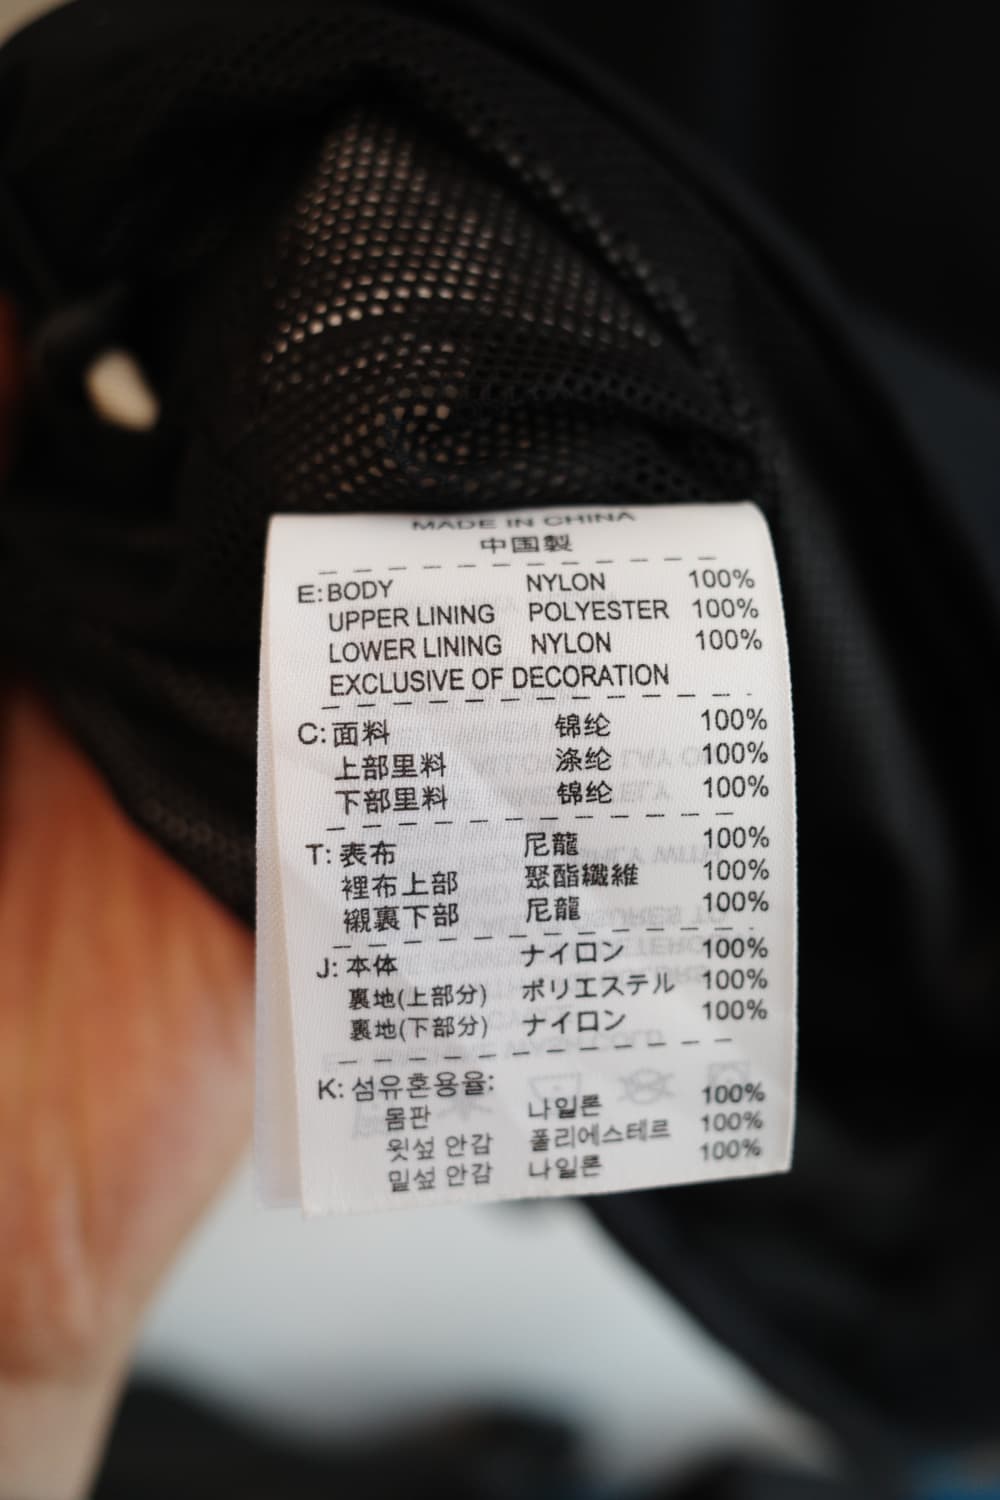 MADE IN CHINA
中国製
E: BODY NYLON 100%
UPPER LINING POLYESTER 100%
LOWER LINING NYLON 100%
EXCLUSIVE OF DECORATION
C: 面料 锦纶 100%
上部里料 涤纶 100%
下部里料 锦纶 100%
T: 表布 尼龍 100%
裡布上部 聚酯纖維 100%
襯裏下部 尼龍 100%
J: 本体 ナイロン 100%
裏地(上部分) ポリエステル 100%
裏地(下部分) ナイロン 100%
K: 섬유혼용율:
몸판 나일론 100%
윗섶 안감 폴리에스테르 100%
밑섶 안감 나일론 100%